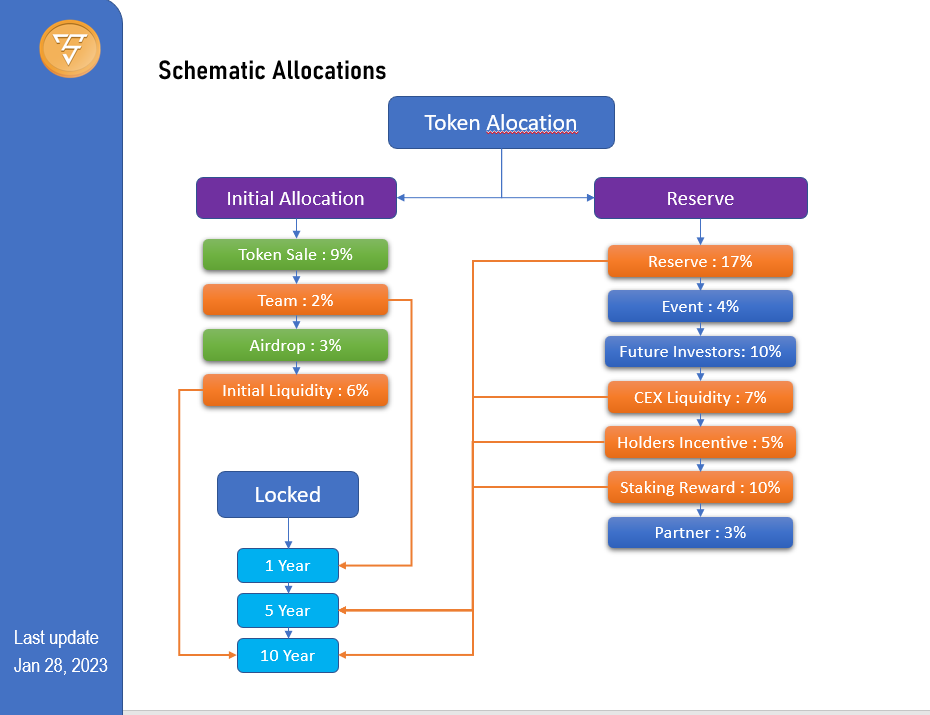 Schematic Allocations
Token Alocation
Initial Allocation
Token Sale : 9%
Team : 2%
Airdrop : 3%
Initial Liquidity : 6%
Reserve
Reserve : 17%
Event : 4%
Future Investors: 10%
CEX Liquidity : 7%
Holders Incentive : 5%
Staking Reward : 10%
Partner : 3%
Locked
1 Year
5 Year
10 Year
Last update
Jan 28, 2023